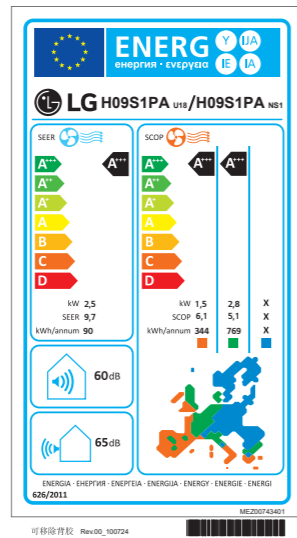 ENERG Y IJA
енергия · ενεργεια IE IA
LG H09S1PA U18/H09S1PA NS1
SEER SCOP
A+++ A+++ A+++ A+++ A+++
A++ A++
A+ A+
A A
B B
C C
D D
kW 2,5 kW 1,5 2,8 X
SEER 9,7 SCOP 6,1 5,1 X
kWh/annum 90 kWh/annum 344 769 X
60dB
65dB
ENERGIA · ЕНЕРГИЯ · ΕΝΕΡΓΕΙΑ · ENERGIJA · ENERGY · ENERGIE · ENERGI
626/2011
MEZ00743401
可移除背胶 Rev.00_100724